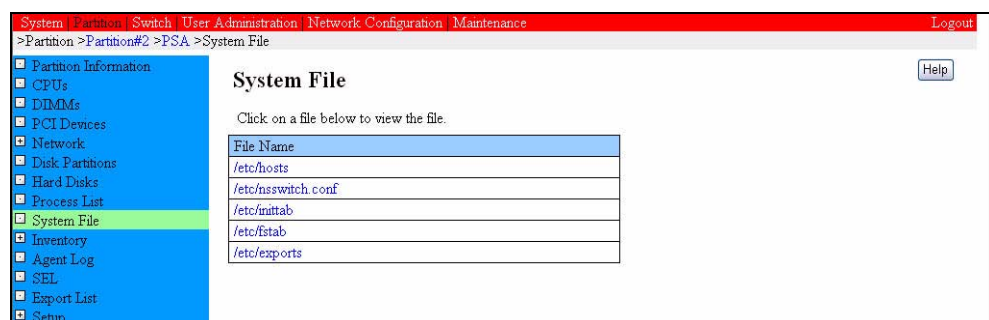 System | Partition | Switch | User Administration | Network Configuration | Maintenance Logout
>Partition >Partition#2 >PSA >System File
Partition Information
CPUs
DIMMs
PCI Devices
Network
Disk Partitions
Hard Disks
Process List
System File
Inventory
Agent Log
SEL
Export List
Setup
System File
Help
Click on a file below to view the file.
File Name
/etc/hosts
/etc/nsswitch.conf
/etc/inittab
/etc/fstab
/etc/exports